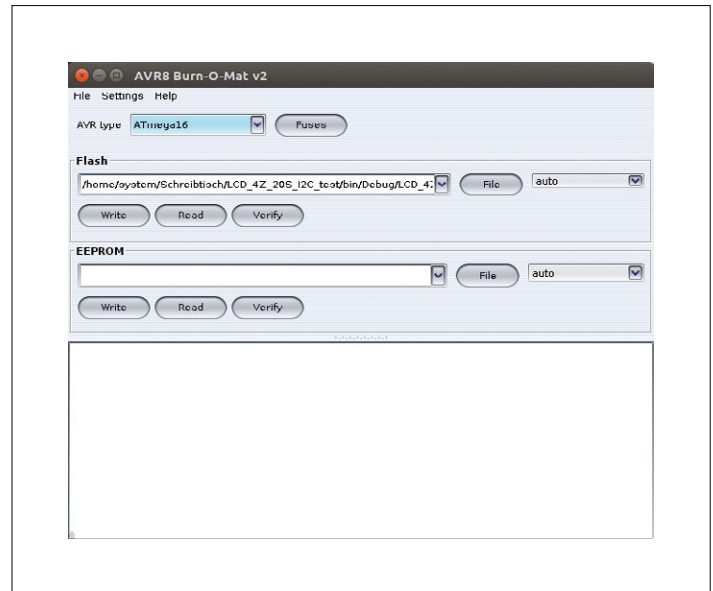 AVR8 Burn-O-Mat v2
File Settings Help
AVR type ATmega16 Fuses
Flash
/home/system/Schreibtisch/LCD_4Z_20S_I2C_test/bin/Debug/LCD_4Z File auto
Write Read Verify
EEPROM
File auto
Write Read Verify